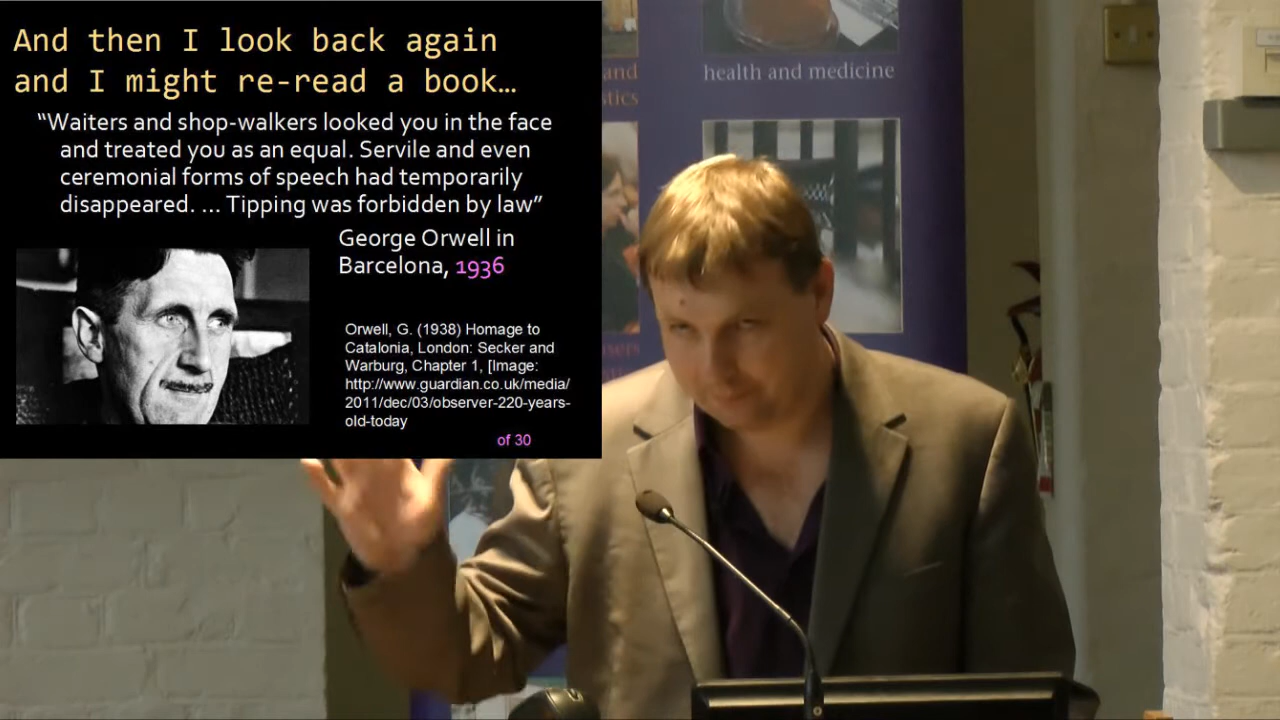 And then I look back again
and I might re-read a book…
“Waiters and shop-walkers looked you in the face
and treated you as an equal. Servile and even
ceremonial forms of speech had temporarily
disappeared. … Tipping was forbidden by law”
George Orwell in
Barcelona, 1936
Orwell, G. (1938) Homage to
Catalonia, London: Secker and
Warburg, Chapter 1, [Image:
http://www.guardian.co.uk/media/
2011/dec/03/observer-220-years-
old-today
of 30
and
health and medicine